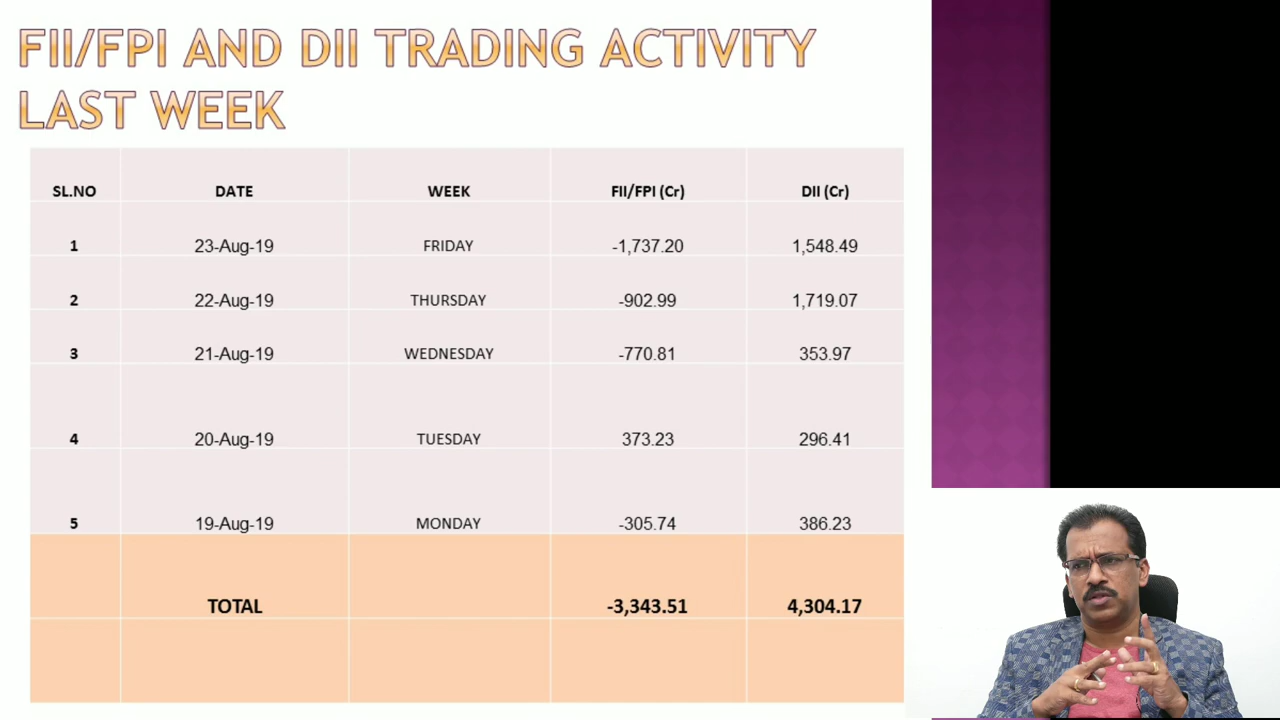 FII/FPI AND DII TRADING ACTIVITY
LAST WEEK
SL.NO DATE WEEK FII/FPI (Cr) DII (Cr)
1 23-Aug-19 FRIDAY -1,737.20 1,548.49
2 22-Aug-19 THURSDAY -902.99 1,719.07
3 21-Aug-19 WEDNESDAY -770.81 353.97
4 20-Aug-19 TUESDAY 373.23 296.41
5 19-Aug-19 MONDAY -305.74 386.23
TOTAL -3,343.51 4,304.17